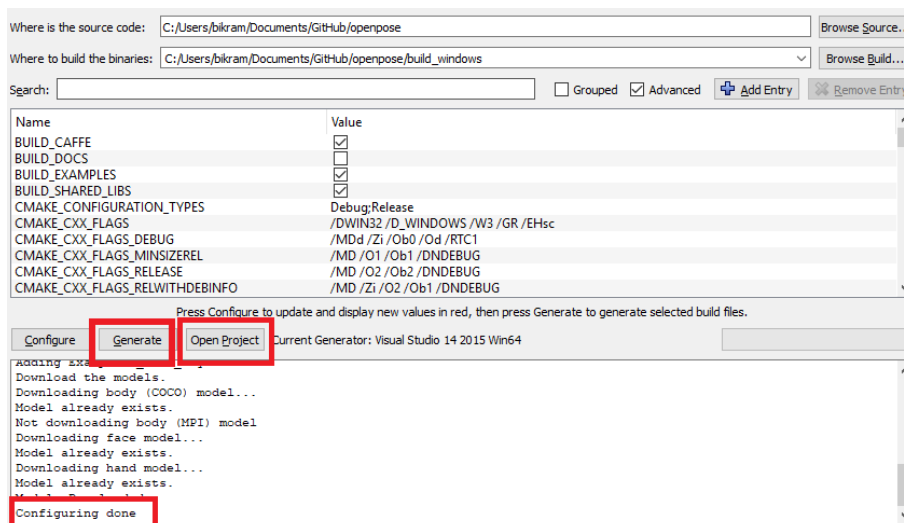 Where is the source code: C:/Users/bikram/Documents/GitHub/openpose Browse Source..
Where to build the binaries: C:/Users/bikram/Documents/GitHub/openpose/build_windows Browse Build...
Search: Grouped Advanced Add Entry Remove Entry
Name Value
BUILD_CAFFE
BUILD_DOCS
BUILD_EXAMPLES
BUILD_SHARED_LIBS
CMAKE_CONFIGURATION_TYPES Debug;Release
CMAKE_CXX_FLAGS /DWIN32 /D_WINDOWS /W3 /GR /EHsc
CMAKE_CXX_FLAGS_DEBUG /MDd /Zi /Ob0 /Od /RTC1
CMAKE_CXX_FLAGS_MINSIZEREL /MD /O1 /Ob1 /DNDEBUG
CMAKE_CXX_FLAGS_RELEASE /MD /O2 /Ob2 /DNDEBUG
CMAKE_CXX_FLAGS_RELWITHDEBINFO /MD /Zi /O2 /Ob1 /DNDEBUG
Press Configure to update and display new values in red, then press Generate to generate selected build files.
Configure Generate Open Project Current Generator: Visual Studio 14 2015 Win64
Adding
Download the models.
Downloading body (COCO) model...
Model already exists.
Not downloading body (MPI) model
Downloading face model...
Model already exists.
Downloading hand model...
Model already exists.
Configuring done